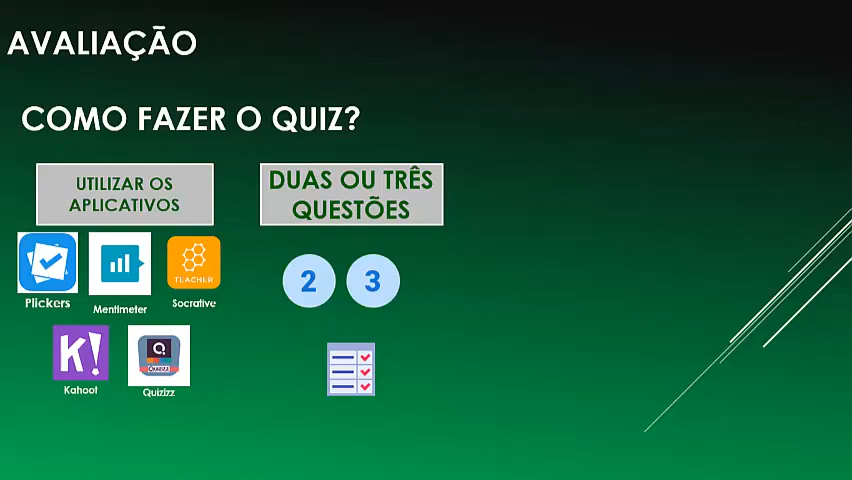 AVALIAÇÃO
COMO FAZER O QUIZ?
UTILIZAR OS
APLICATIVOS
DUAS OU TRÊS
QUESTÕES
TEACHER
Plickers
Mentimeter
Socrative
2 3
K!
Q
QUIZIZZ
Kahoot
Quizizz